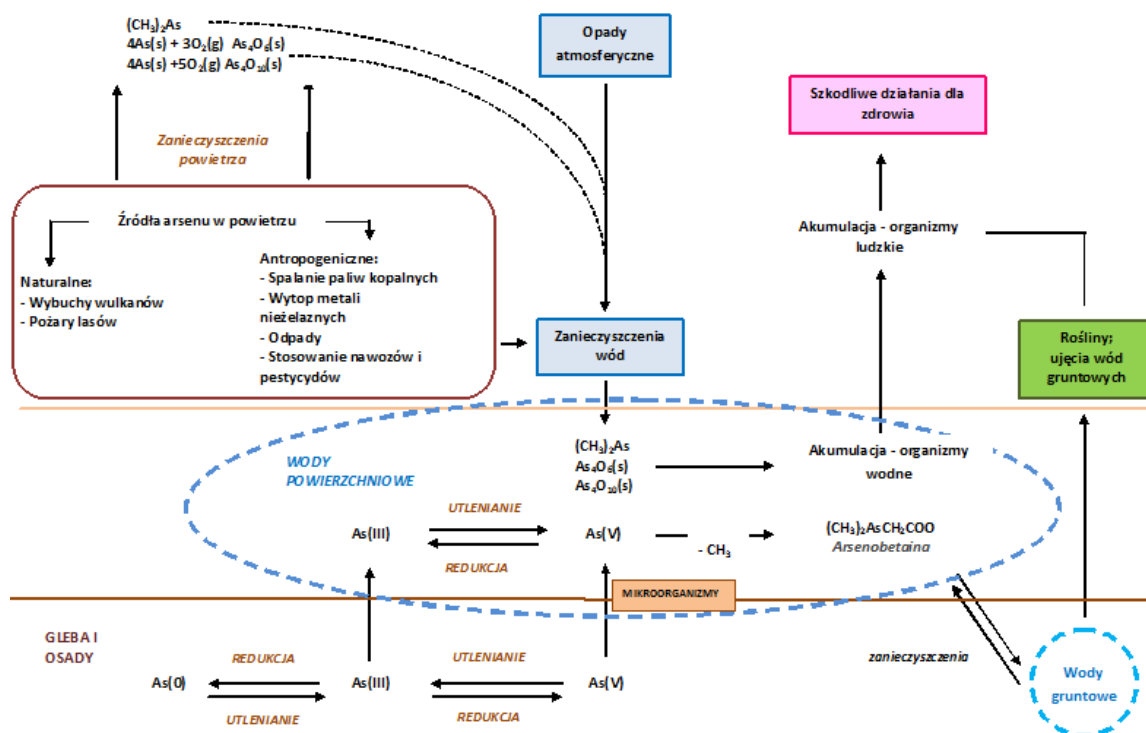 (CH₃)₂As
4As(s) + 3O₂(g) As₄O₆(s)
4As(s) +5O₂(g) As₄O₁₀(s)
Opady
atmosferyczne
Szkodliwe działania dla
zdrowia
Zanieczyszczenia
powietrza
Źródła arsenu w powietrzu
Naturalne:
- Wybuchy wulkanów
- Pożary lasów
Antropogeniczne:
- Spalanie paliw kopalnych
- Wytop metali
nieżelaznych
- Odpady
- Stosowanie nawozów i
pestycydów
Akumulacja - organizmy
ludzkie
Zanieczyszczenia
wód
Rośliny;
ujęcia wód
gruntowych
WODY
POWIERZCHNIOWE
(CH₃)₂As
As₄O₆(s)
As₄O₁₀(s)
Akumulacja - organizmy
wodne
As(III)
UTLENIANIE
REDUKCJA
As(V)
- CH₃
(CH₃)₂AsCH₂COO
Arsenobetaina
MIKROORGANIZMY
GLEBA I
OSADY
As(0)
REDUKCJA
UTLENIANIE
As(III)
UTLENIANIE
REDUKCJA
As(V)
zanieczyszczenia
Wody
gruntowe